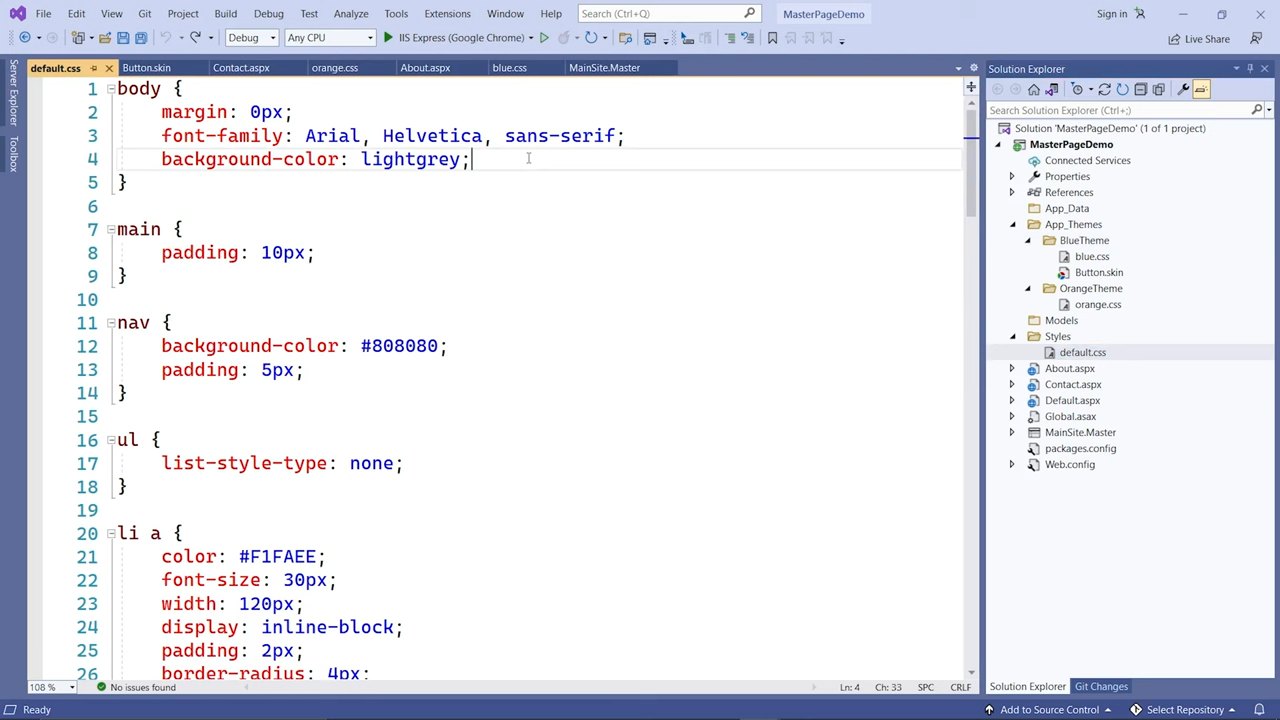 File Edit View Git Project Build Debug Test Analyze Tools Extensions Window Help Search (Ctrl+Q) MasterPageDemo Sign in
Debug Any CPU IIS Express (Google Chrome) Live Share
Server Explorer
Toolbox
default.css Button.skin Contact.aspx orange.css About.aspx blue.css MainSite.Master
1 body {
2 margin: 0px;
3 font-family: Arial, Helvetica, sans-serif;
4 background-color: lightgrey;
5 }
6
7 main {
8 padding: 10px;
9 }
10
11 nav {
12 background-color: #808080;
13 padding: 5px;
14 }
15
16 ul {
17 list-style-type: none;
18 }
19
20 li a {
21 color: #F1FAEE;
22 font-size: 30px;
23 width: 120px;
24 display: inline-block;
25 padding: 2px;
26 border-radius: 4px;
108 % No issues found Ln: 4 Ch: 33 SPC CRLF
Solution Explorer
Search Solution Explorer (Ctrl+;)
Solution 'MasterPageDemo' (1 of 1 project)
MasterPageDemo
Connected Services
Properties
References
App_Data
App_Themes
BlueTheme
blue.css
Button.skin
OrangeTheme
orange.css
Models
Styles
default.css
About.aspx
Contact.aspx
Default.aspx
Global.asax
MainSite.Master
packages.config
Web.config
Solution Explorer Git Changes
Ready Add to Source Control Select Repository